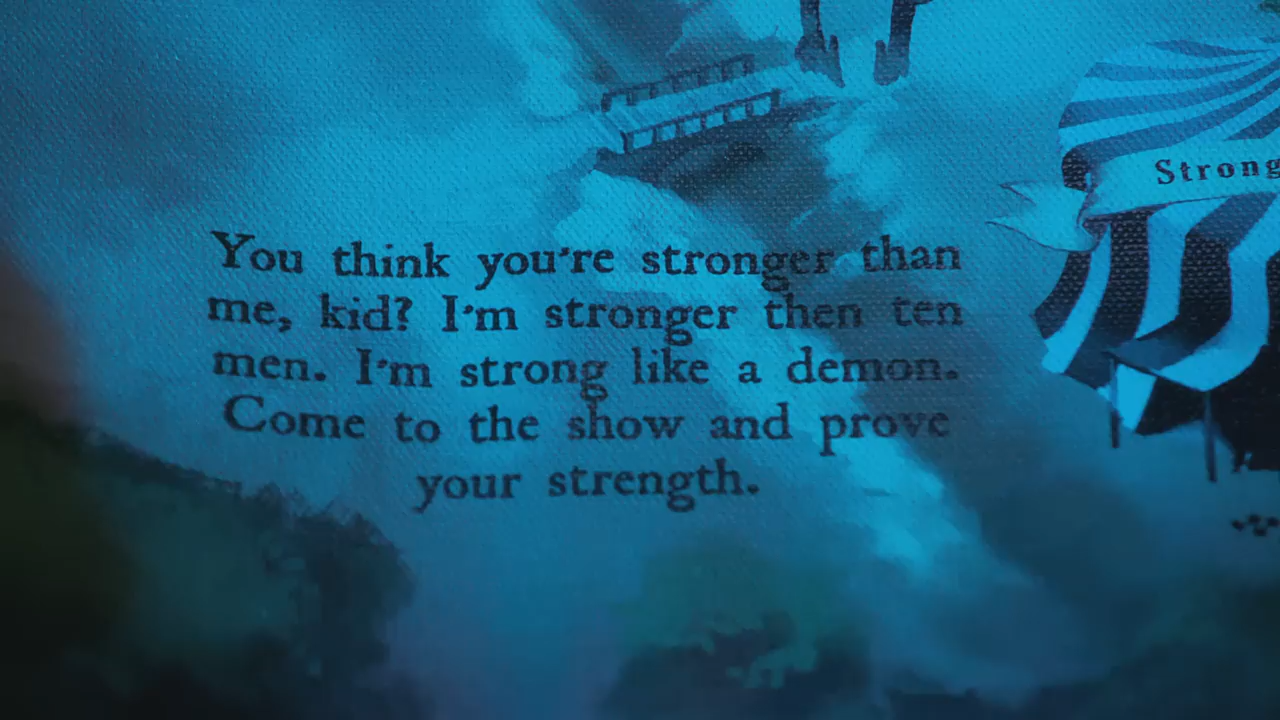 Strong
You think you're stronger than
me, kid? I'm stronger then ten
men. I'm strong like a demon.
Come to the show and prove
your strength.